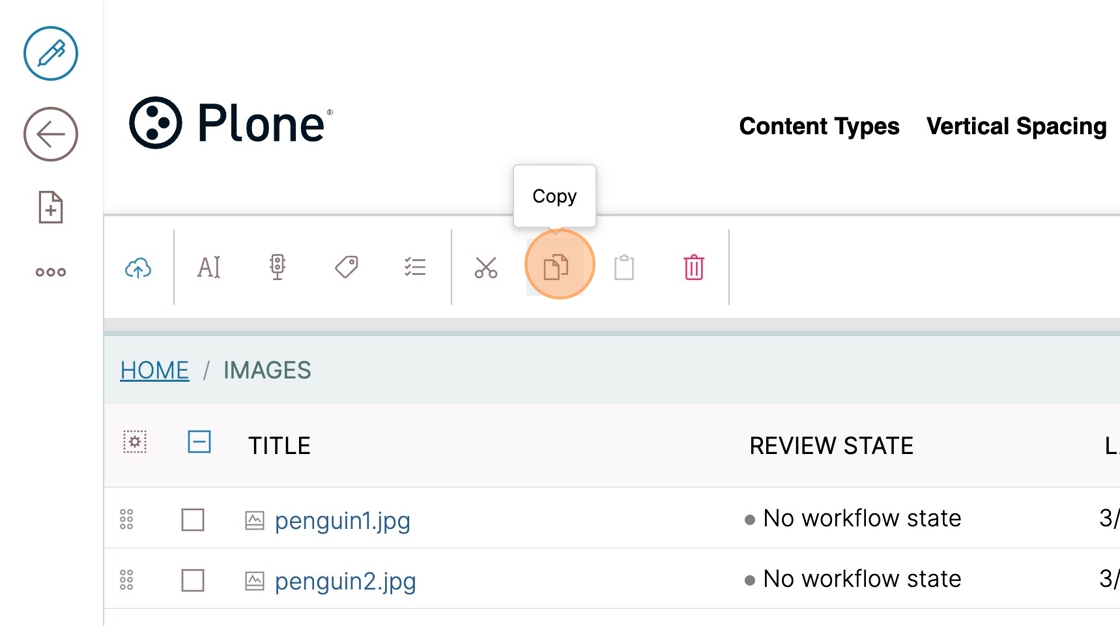 Plone®
Content Types Vertical Spacing
Copy
AI
HOME / IMAGES
TITLE REVIEW STATE L
penguin1.jpg No workflow state 3/
penguin2.jpg No workflow state 3/